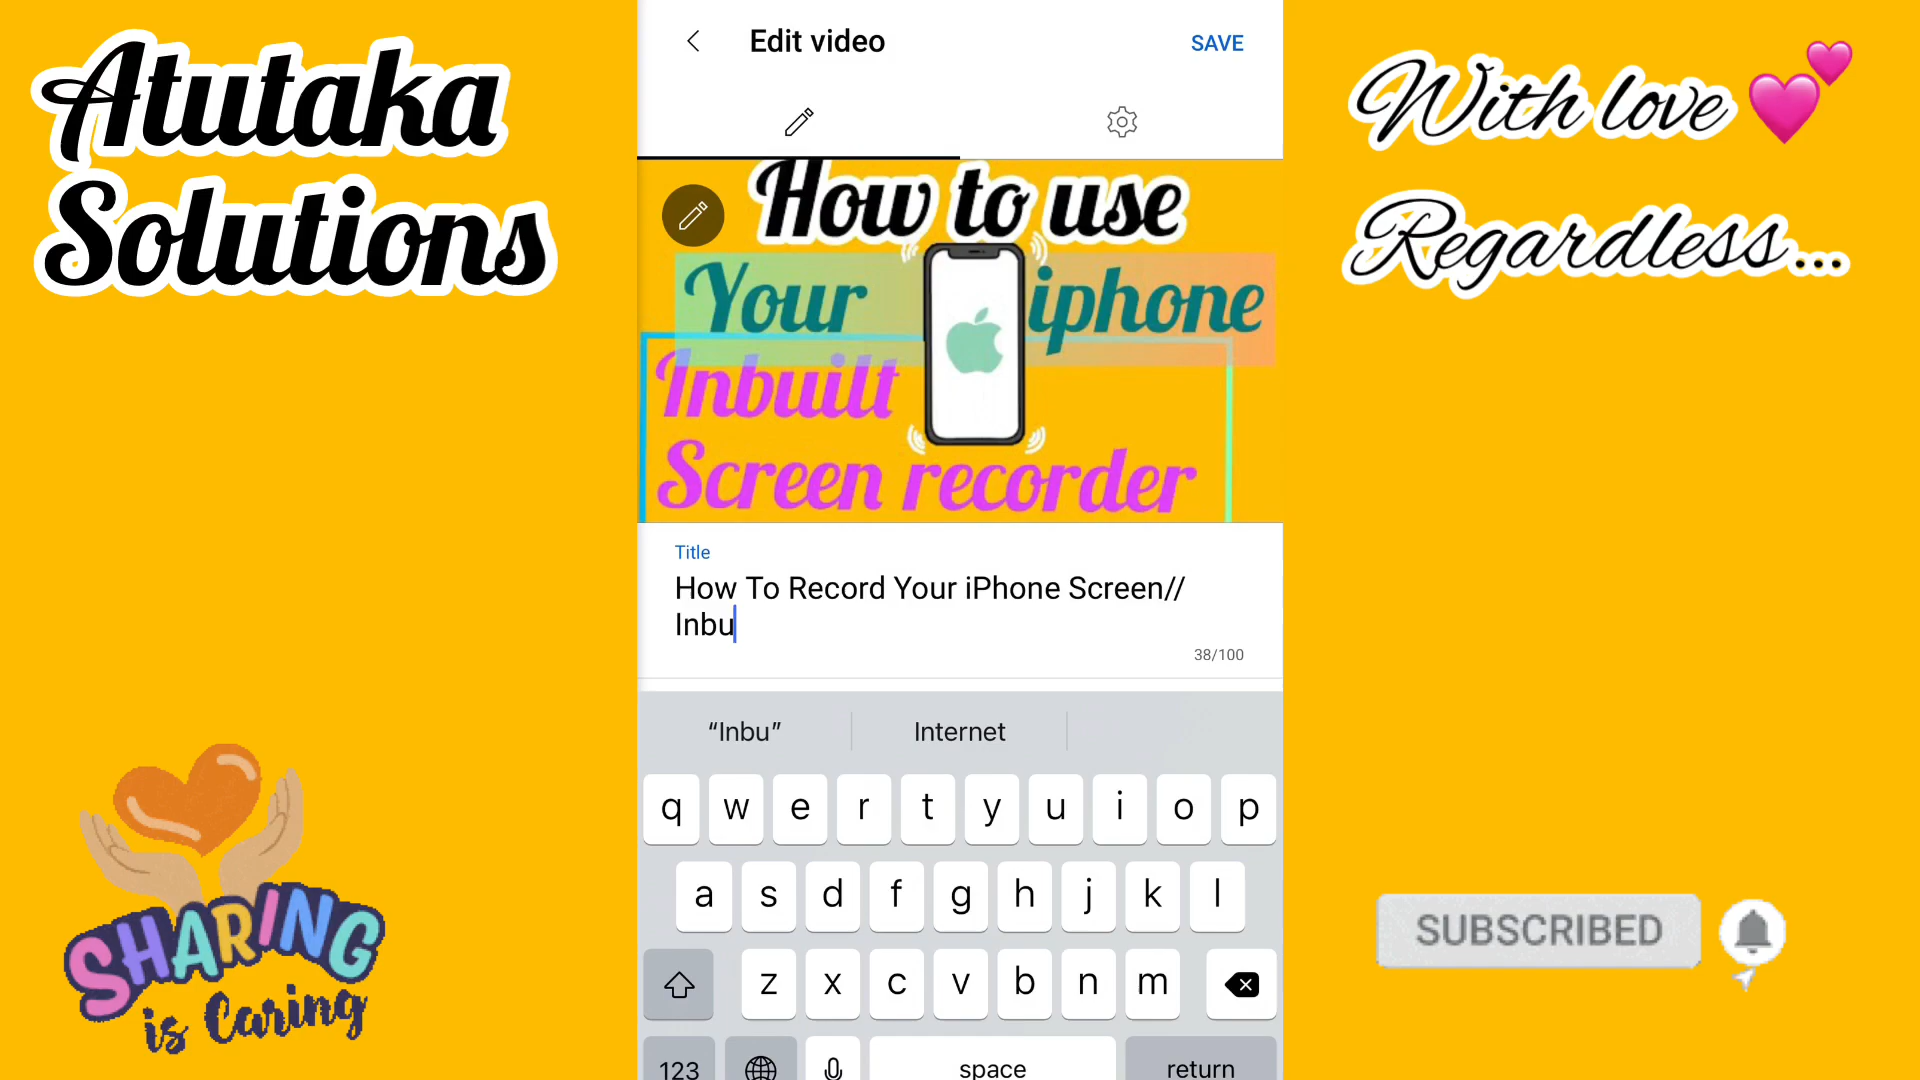 Atutaka
Solutions
Edit video
SAVE
With love
Regardless...
How to use
Your iphone
Inbuilt
Screen recorder
Title
How To Record Your iPhone Screen//
Inbu
38/100
“Inbu” Internet
q w e r t y u i o p
a s d f g h j k l
z x c v b n m
123 space return
SHARING
is Caring
SUBSCRIBED